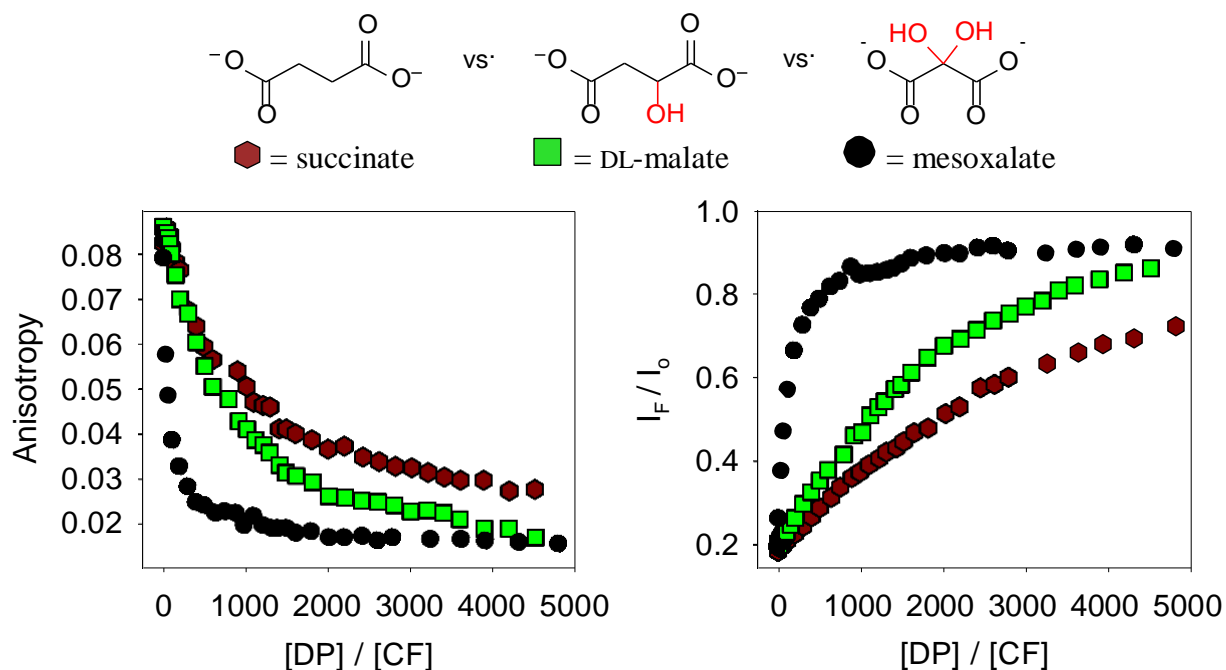 O O HO OH
⁻O O⁻ vs. ⁻O O⁻ vs. ⁻O O⁻
O O OH O O
= succinate = DL-malate = mesoxalate
Anisotropy
0.08
0.07
0.06
0.05
0.04
0.03
0.02
0 1000 2000 3000 4000 5000
[DP] / [CF]
I_F / I_o
1.0
0.8
0.6
0.4
0.2
0 1000 2000 3000 4000 5000
[DP] / [CF]